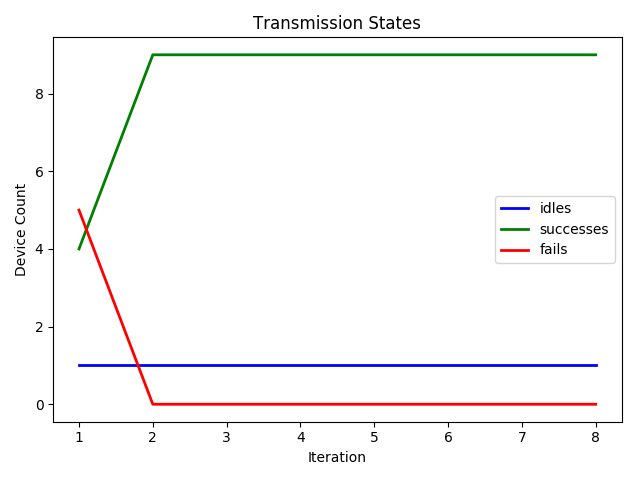 Transmission States
Device Count
8
6
4
2
0
idles
successes
fails
1 2 3 4 5 6 7 8
Iteration